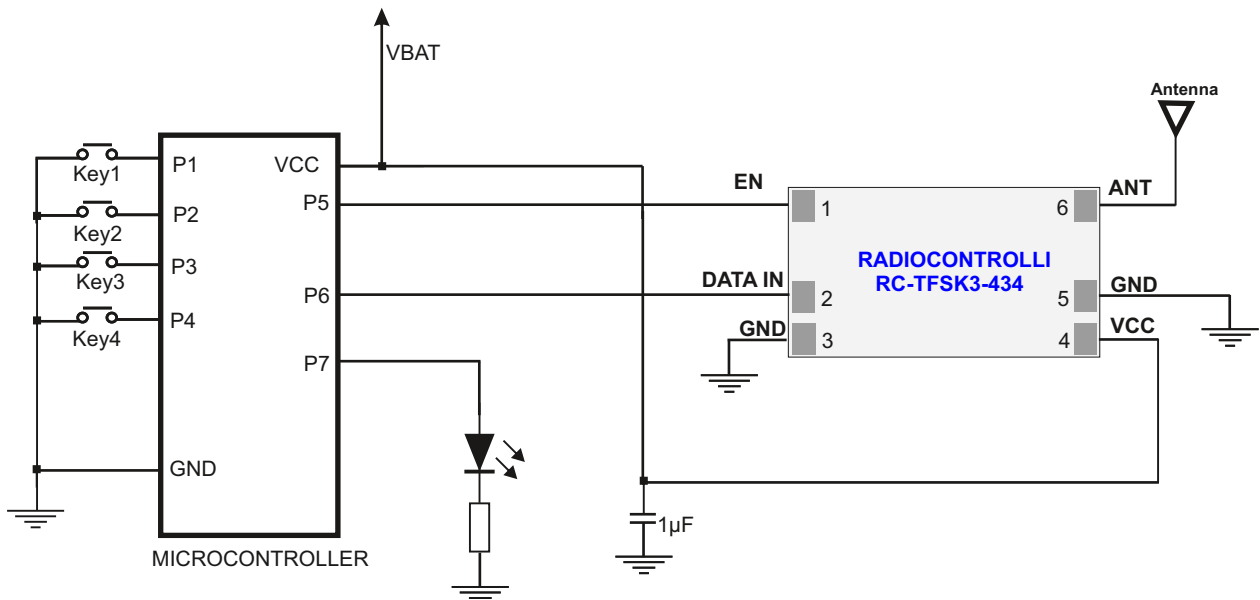 VBAT
Antenna
Key1
P1
VCC
P5
EN
ANT
1
6
Key2
P2
RADIOCONTROLLI
RC-TFSK3-434
Key3
P3
P6
DATA IN
2
5
GND
Key4
P4
GND
3
4
VCC
P7
GND
1µF
MICROCONTROLLER